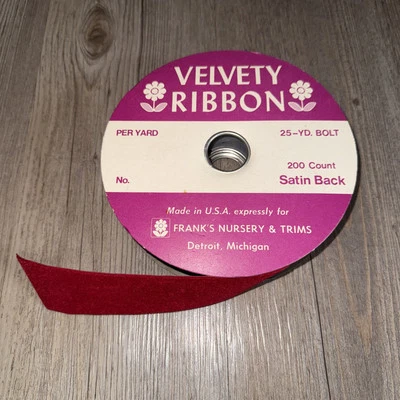 VELVETY
RIBBON
PER YARD
25-YD. BOLT
200 Count
No.
Satin Back
Made in U.S.A. expressly for
FRANK'S NURSERY & TRIMS
Detroit, Michigan